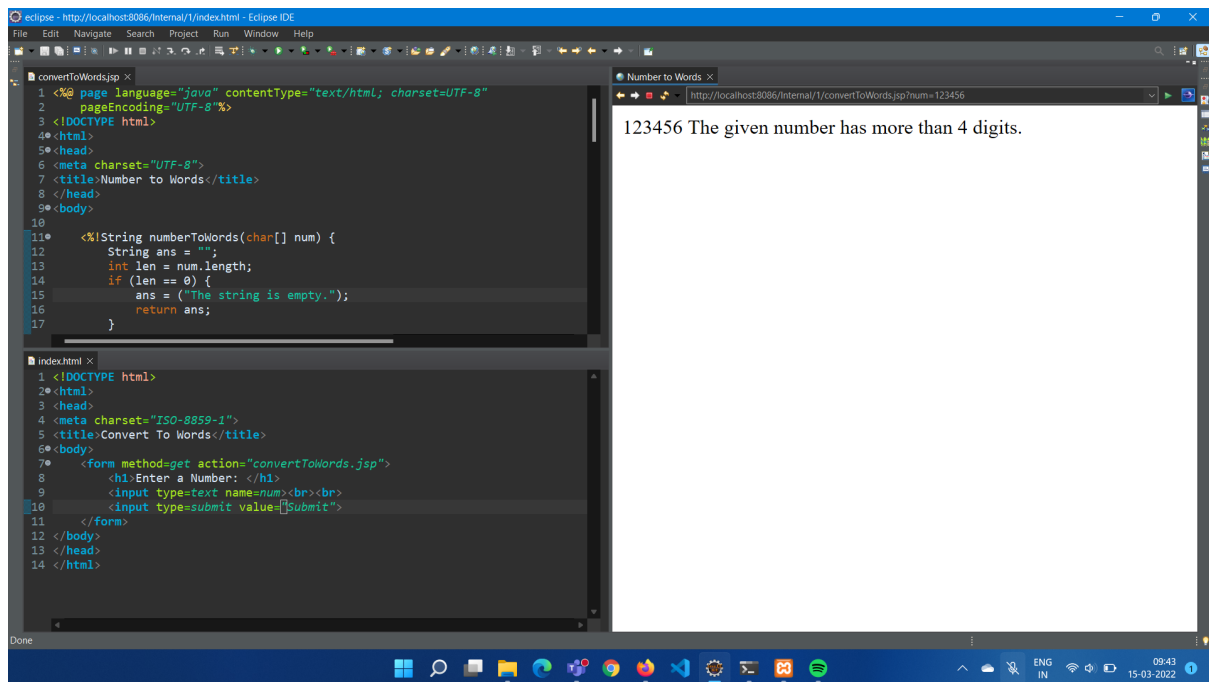 eclipse - http://localhost:8086/Internal/1/index.html - Eclipse IDE
File Edit Navigate Search Project Run Window Help
convertToWords.jsp
1 <%@ page language="java" contentType="text/html; charset=UTF-8"
2     pageEncoding="UTF-8"%>
3 <!DOCTYPE html>
4 <html>
5 <head>
6 <meta charset="UTF-8">
7 <title>Number to Words</title>
8 </head>
9 <body>
10
11     <%!String numberToWords(char[] num) {
12         String ans = "";
13         int len = num.length;
14         if (len == 0) {
15             ans = ("The string is empty.");
16             return ans;
17         }
index.html
1 <!DOCTYPE html>
2 <html>
3 <head>
4 <meta charset="ISO-8859-1">
5 <title>Convert To Words</title>
6 <body>
7     <form method=get action="convertToWords.jsp">
8         <h1>Enter a Number: </h1>
9         <input type=text name=num><br><br>
10         <input type=submit value="Submit">
11     </form>
12 </body>
13 </head>
14 </html>
Number to Words
http://localhost:8086/Internal/1/convertToWords.jsp?num=123456
123456 The given number has more than 4 digits.
Done
ENG
IN
09:43
15-03-2022
1